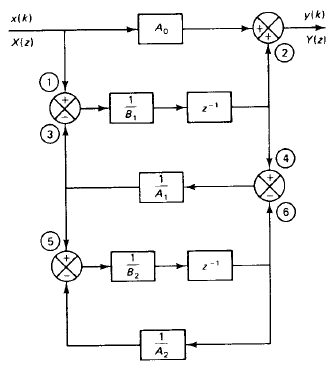 x(k)
X(z)
A₀
y(k)
Y(z)
+
+
2
1
+
−
3
1/B₁
z⁻¹
4
+
−
6
1/A₁
5
+
−
1/B₂
z⁻¹
1/A₂